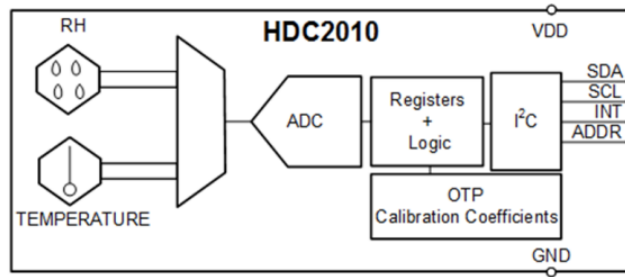 HDC2010
VDD
RH
TEMPERATURE
ADC
Registers
+
Logic
OTP
Calibration Coefficients
I²C
SDA
SCL
INT
ADDR
GND